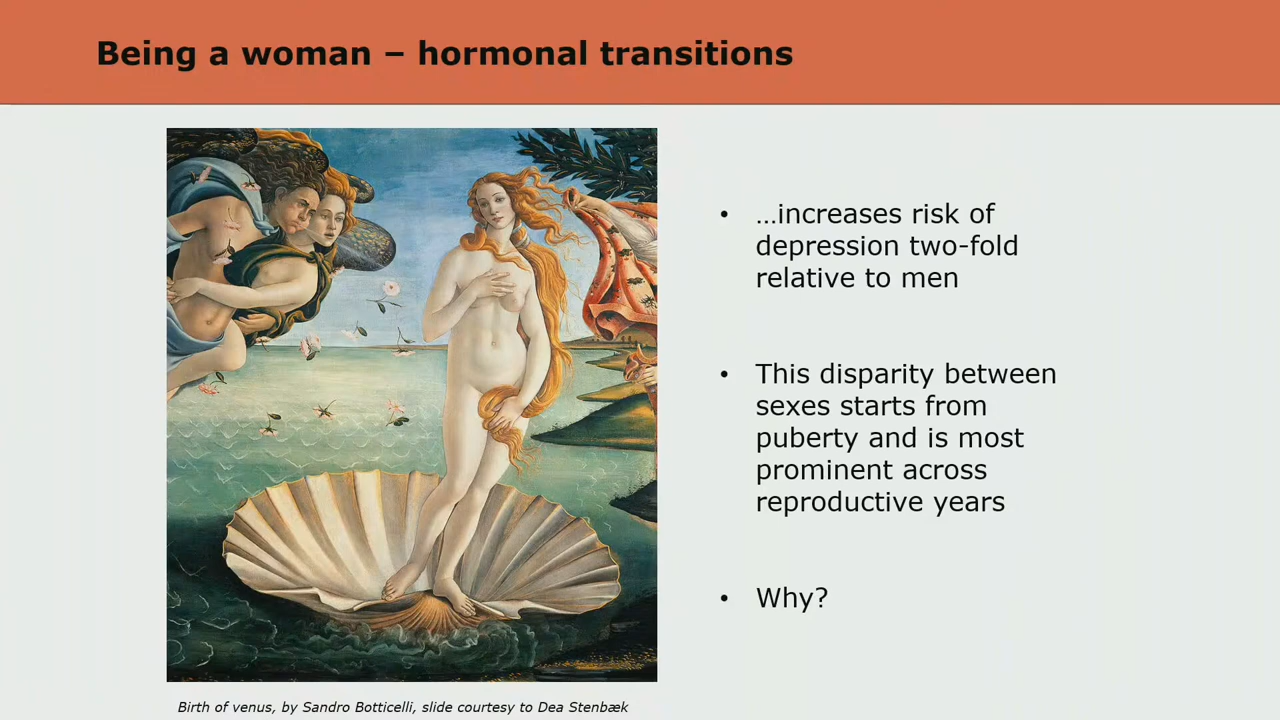 Being a woman – hormonal transitions
• …increases risk of
depression two-fold
relative to men
• This disparity between
sexes starts from
puberty and is most
prominent across
reproductive years
• Why?
Birth of venus, by Sandro Botticelli, slide courtesy to Dea Stenbæk